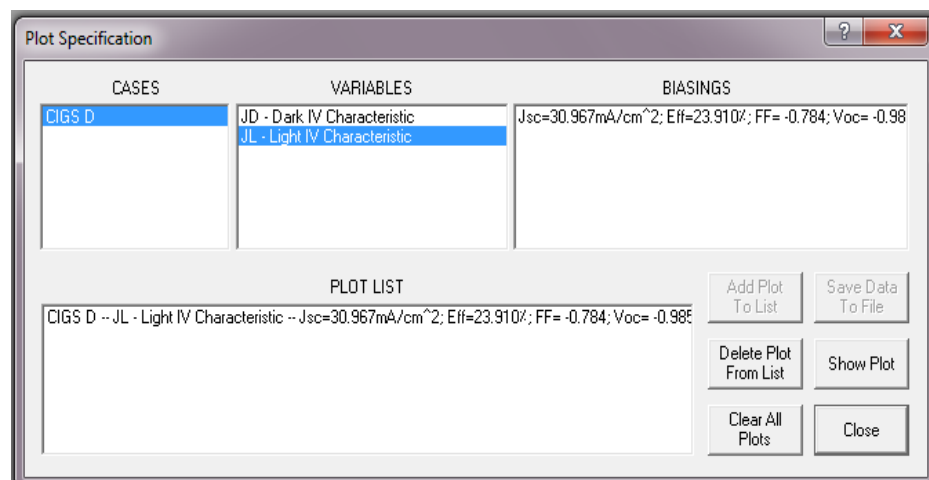 Plot Specification
?
CASES
VARIABLES
BIASINGS
CIGS D
JD - Dark IV Characteristic
JL - Light IV Characteristic
Jsc=30.967mA/cm^2; Eff=23.910%; FF= -0.784; Voc= -0.98
PLOT LIST
CIGS D -- JL - Light IV Characteristic -- Jsc=30.967mA/cm^2; Eff=23.910%; FF= -0.784; Voc= -0.985
Add Plot
To List
Save Data
To File
Delete Plot
From List
Show Plot
Clear All
Plots
Close